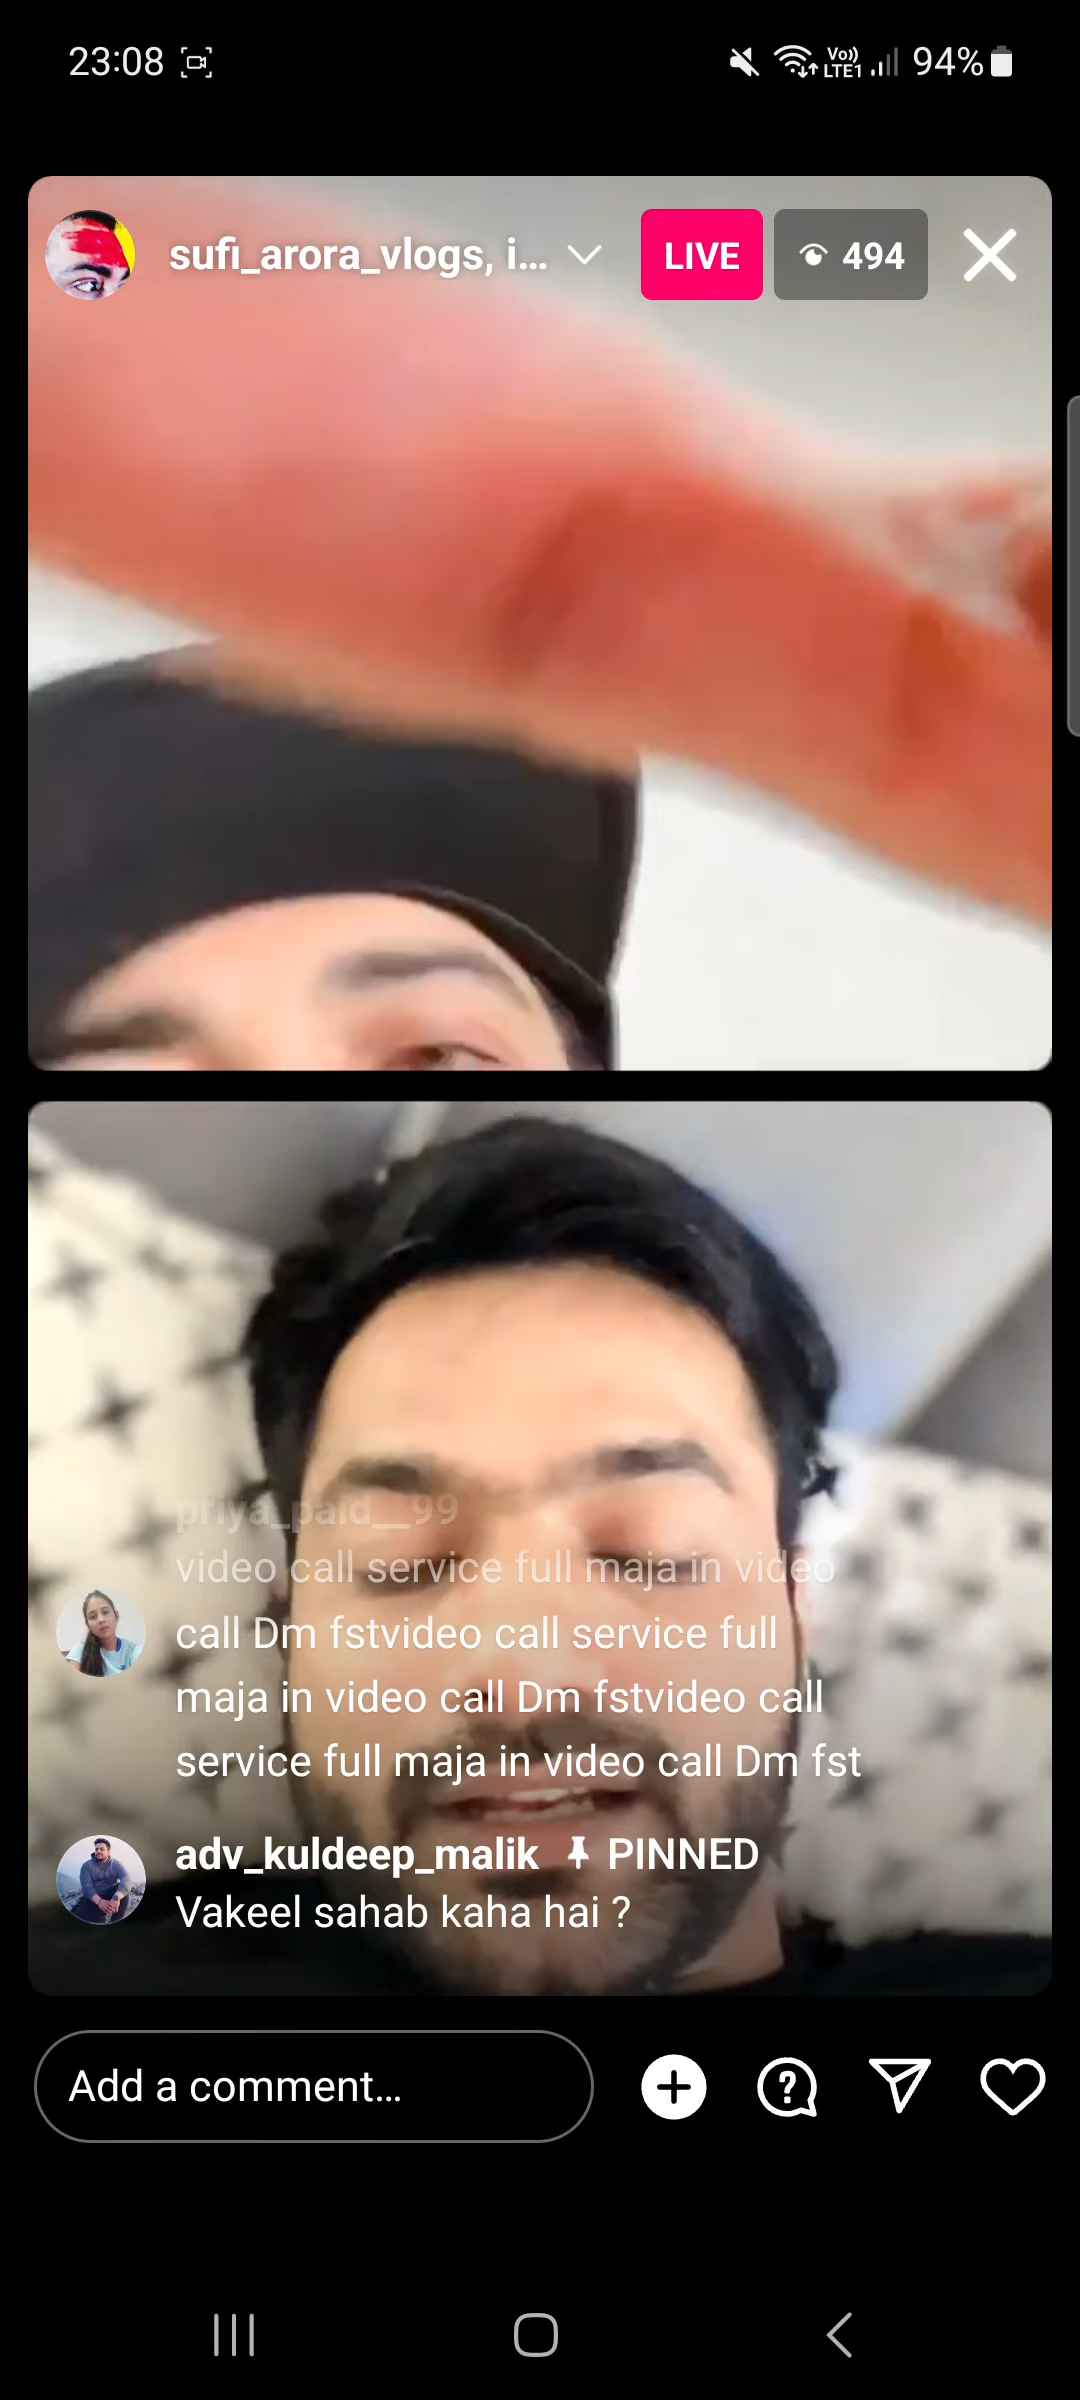 23:08
Vo))
LTE1
94%
sufi_arora_vlogs, i...
LIVE
494
priya_paid__99
video call service full maja in video
call Dm fstvideo call service full
maja in video call Dm fstvideo call
service full maja in video call Dm fst
adv_kuldeep_malik PINNED
Vakeel sahab kaha hai ?
Add a comment...